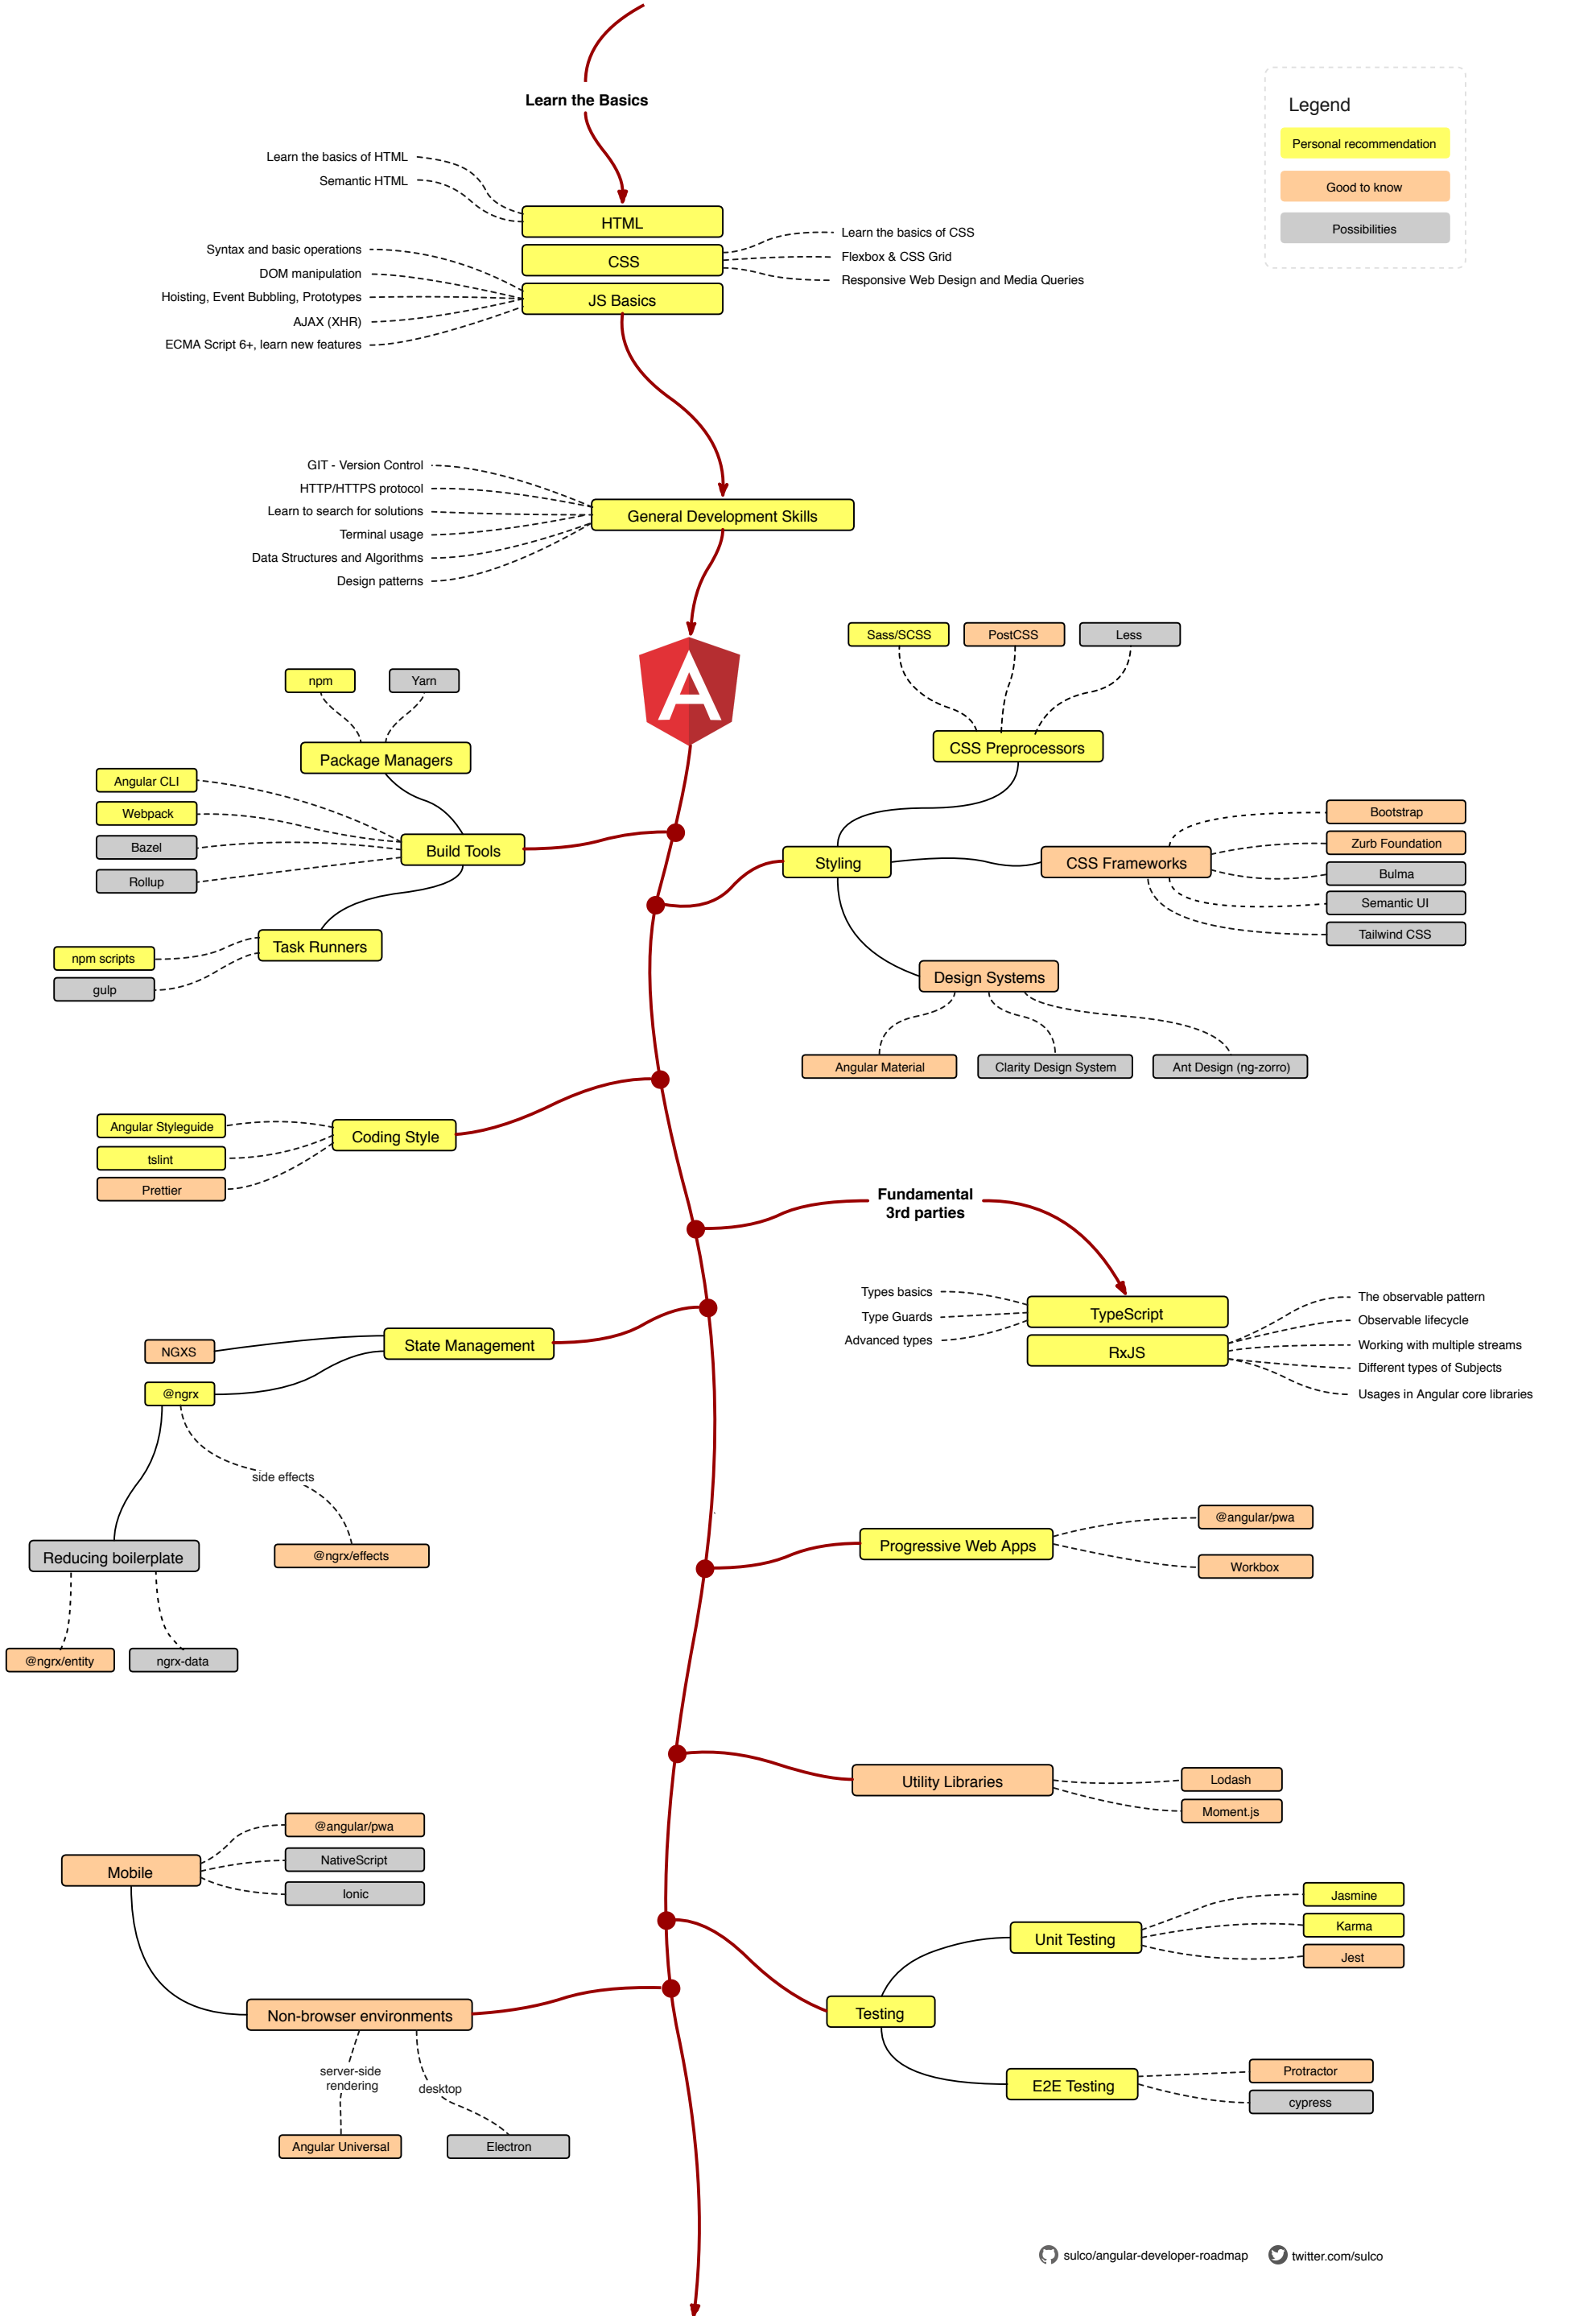 Learn the Basics
Legend
Personal recommendation
Good to know
Possibilities
Learn the basics of HTML
Semantic HTML
HTML
CSS
JS Basics
Learn the basics of CSS
Flexbox & CSS Grid
Responsive Web Design and Media Queries
Syntax and basic operations
DOM manipulation
Hoisting, Event Bubbling, Prototypes
AJAX (XHR)
ECMA Script 6+, learn new features
GIT - Version Control
HTTP/HTTPS protocol
Learn to search for solutions
Terminal usage
Data Structures and Algorithms
Design patterns
General Development Skills
A
npm
Yarn
Package Managers
Angular CLI
Webpack
Bazel
Rollup
Build Tools
Task Runners
npm scripts
gulp
Sass/SCSS
PostCSS
Less
CSS Preprocessors
Styling
CSS Frameworks
Bootstrap
Zurb Foundation
Bulma
Semantic UI
Tailwind CSS
Design Systems
Angular Material
Clarity Design System
Ant Design (ng-zorro)
Angular Styleguide
tslint
Prettier
Coding Style
Fundamental
3rd parties
Types basics
Type Guards
Advanced types
TypeScript
RxJS
The observable pattern
Observable lifecycle
Working with multiple streams
Different types of Subjects
Usages in Angular core libraries
State Management
NGXS
@ngrx
side effects
Reducing boilerplate
@ngrx/effects
@ngrx/entity
ngrx-data
Progressive Web Apps
@angular/pwa
Workbox
Utility Libraries
Lodash
Moment.js
Mobile
@angular/pwa
NativeScript
Ionic
Non-browser environments
server-side
rendering
desktop
Angular Universal
Electron
Testing
Unit Testing
Jasmine
Karma
Jest
E2E Testing
Protractor
cypress
sulco/angular-developer-roadmap
twitter.com/sulco